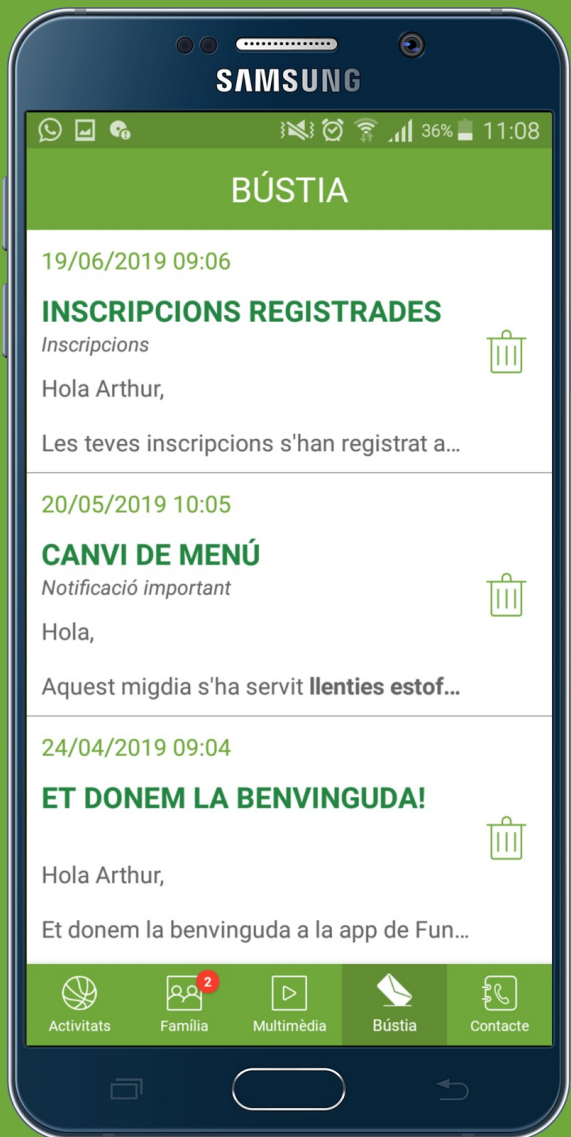 SAMSUNG
36% 11:08
BÚSTIA
19/06/2019 09:06
INSCRIPCIONS REGISTRADES
Inscripcions
Hola Arthur,
Les teves inscripcions s'han registrat a...
20/05/2019 10:05
CANVI DE MENÚ
Notificació important
Hola,
Aquest migdia s'ha servit llenties estof...
24/04/2019 09:04
ET DONEM LA BENVINGUDA!
Hola Arthur,
Et donem la benvinguda a la app de Fun...
2
Activitats Família Multimèdia Bústia Contacte